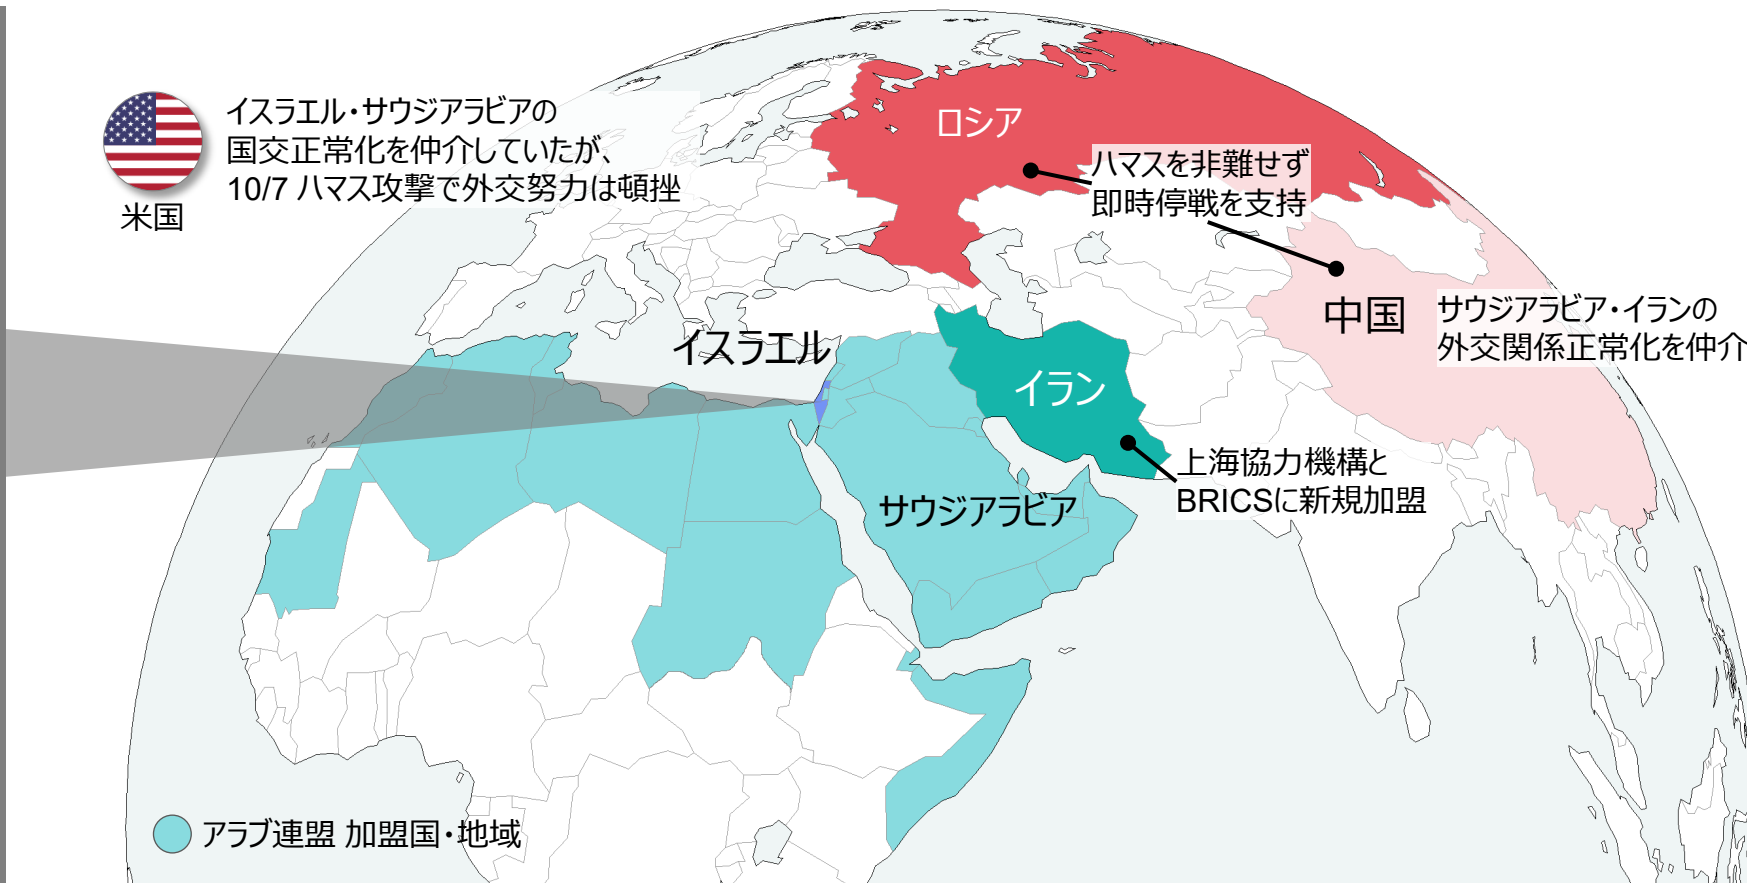 イスラエル・サウジアラビアの
国交正常化を仲介していたが、
10/7 ハマス攻撃で外交努力は頓挫
米国
ロシア
ハマスを非難せず
即時停戦を支持
中国
サウジアラビア・イランの
外交関係正常化を仲介
イスラエル
イラン
上海協力機構と
BRICSに新規加盟
サウジアラビア
アラブ連盟 加盟国・地域